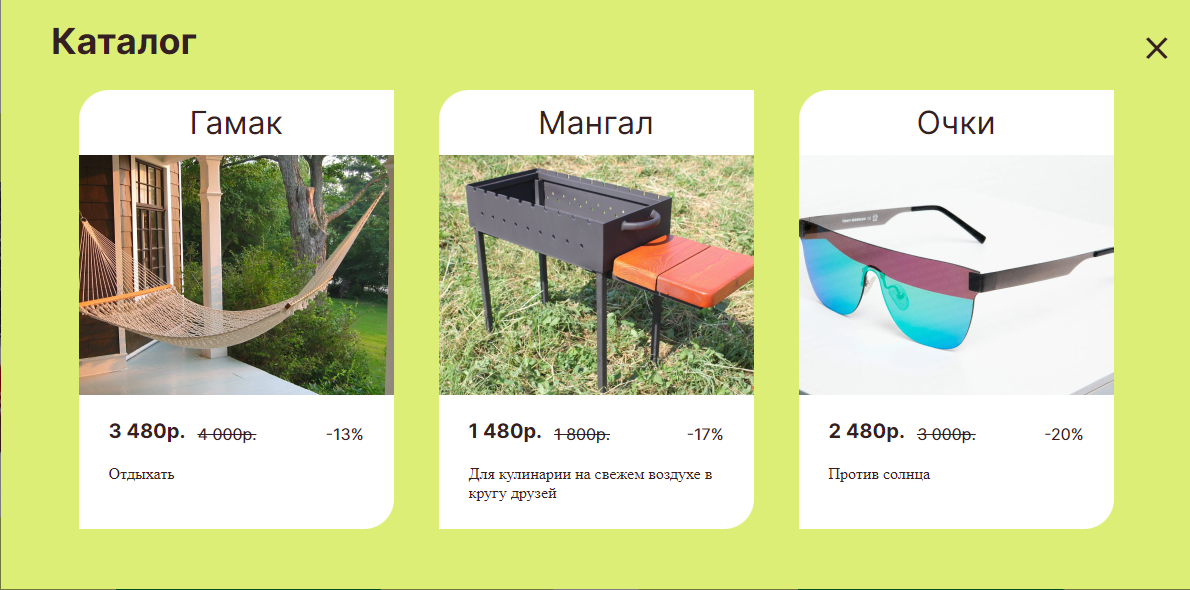 Каталог
Гамак
Мангал
Очки
3 480р. 4 000р. -13%
Отдыхать
1 480р. 1 800р. -17%
Для кулинарии на свежем воздухе в
кругу друзей
2 480р. 3 000р. -20%
Против солнца